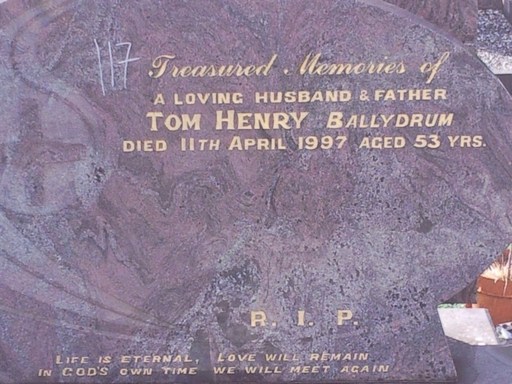 117
Treasured Memories of
A LOVING HUSBAND & FATHER
TOM HENRY BALLYDRUM
DIED 11TH APRIL 1997 AGED 53 YRS.
R. I. P.
LIFE IS ETERNAL, LOVE WILL REMAIN
IN GOD'S OWN TIME WE WILL MEET AGAIN